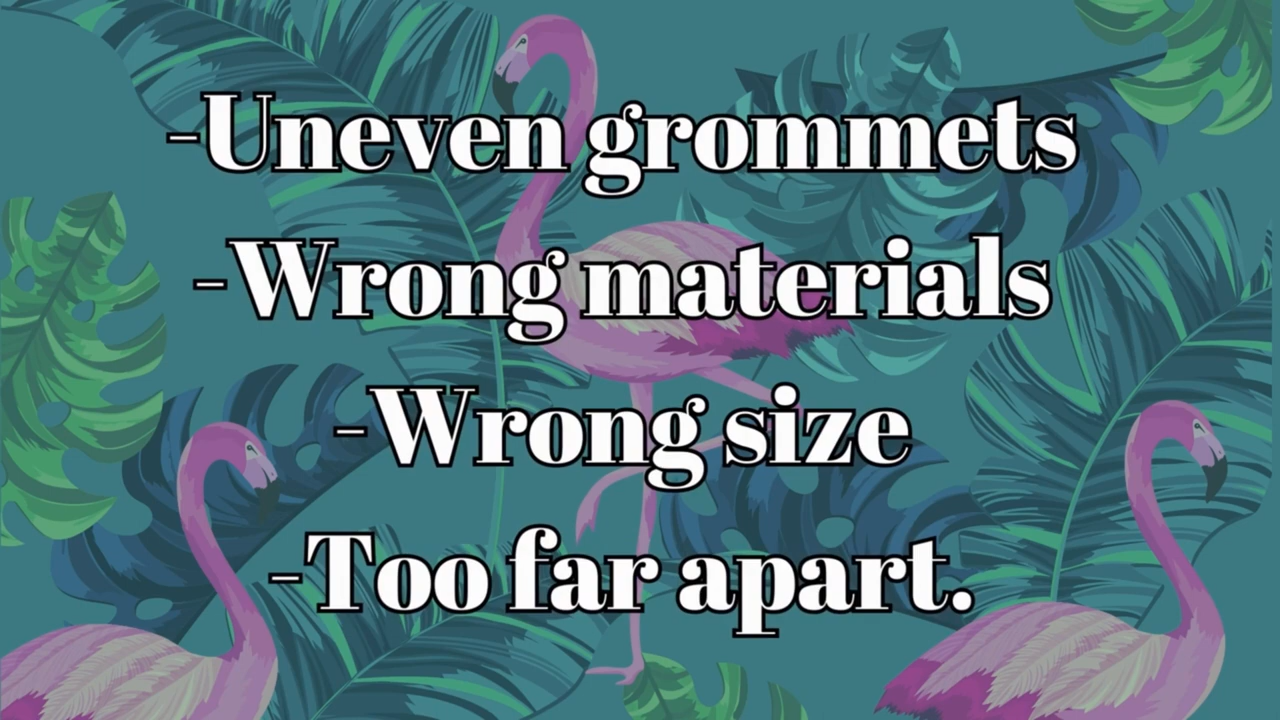 -Uneven grommets
-Wrong materials
-Wrong size
-Too far apart.